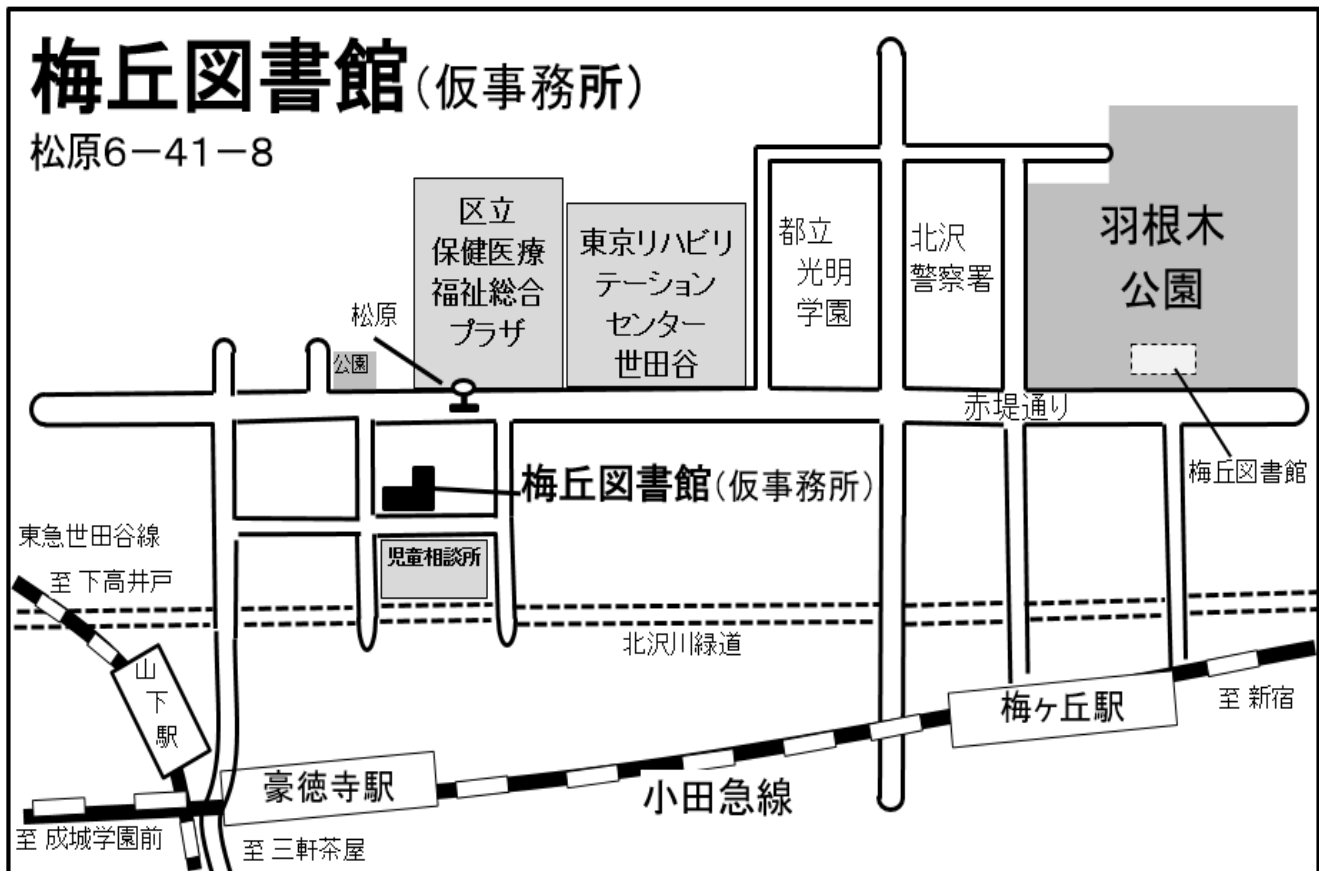 梅丘図書館(仮事務所)
松原6−41−8
区立
保健医療
福祉総合
プラザ
東京リハビリ
テーション
センター
世田谷
都立
光明
学園
北沢
警察署
羽根木
公園
松原
公園
赤堤通り
梅丘図書館
梅丘図書館(仮事務所)
児童相談所
東急世田谷線
至 下高井戸
北沢川緑道
山
下
駅
豪徳寺駅
梅ヶ丘駅
至 新宿
小田急線
至 成城学園前
至 三軒茶屋